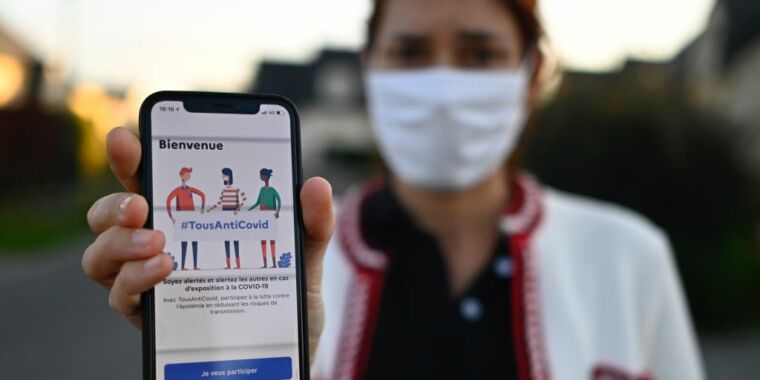 18:16 4G
Bienvenue
#TousAntiCovid
Soyez alertés et alertez les autres en cas
d'exposition à la COVID-19
Avec TousAntiCovid, participez à la lutte contre
l'épidémie en réduisant les risques de
transmission.
Je veux participer